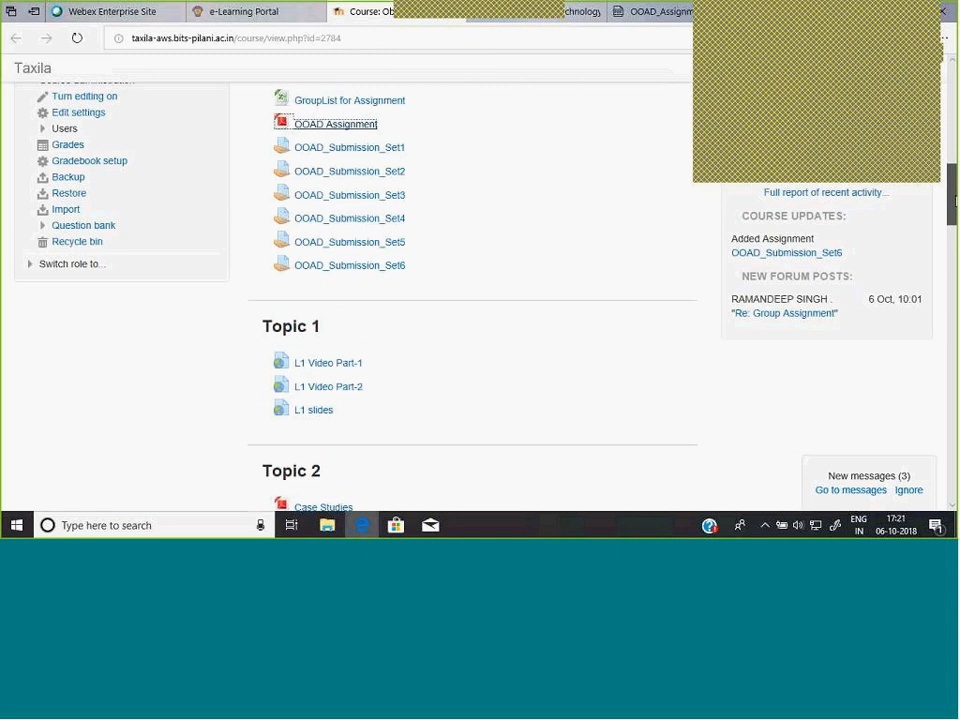 Webex Enterprise Site
e-Learning Portal
Course: Ob
chnology
OOAD_Assignm
taxila-aws.bits-pilani.ac.in/course/view.php?id=2784
Taxila
Turn editing on
Edit settings
Users
Grades
Gradebook setup
Backup
Restore
Import
Question bank
Recycle bin
Switch role to...
GroupList for Assignment
OOAD Assignment
OOAD_Submission_Set1
OOAD_Submission_Set2
OOAD_Submission_Set3
OOAD_Submission_Set4
OOAD_Submission_Set5
OOAD_Submission_Set6
Topic 1
L1 Video Part-1
L1 Video Part-2
L1 slides
Topic 2
Case Studies
Full report of recent activity...
COURSE UPDATES:
Added Assignment
OOAD_Submission_Set6
NEW FORUM POSTS:
RAMANDEEP SINGH . 6 Oct, 10:01
"Re: Group Assignment"
New messages (3)
Go to messages Ignore
Type here to search
ENG
IN
17:21
06-10-2018
1